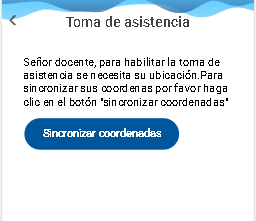 Toma de asistencia
Señor docente, para habilitar la toma de
asistencia se necesita su ubicación.Para
sincronizar sus coordenas por favor haga
clic en el botón "sincronizar coordenadas"
Sincronizar coordenadas